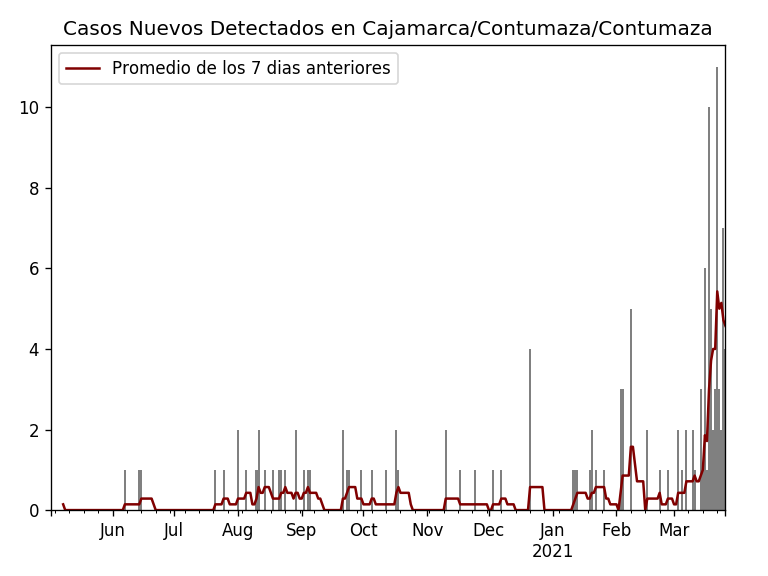 Casos Nuevos Detectados en Cajamarca/Contumaza/Contumaza
Promedio de los 7 dias anteriores
10
8
6
4
2
0
Jun Jul Aug Sep Oct Nov Dec Jan Feb Mar
2021